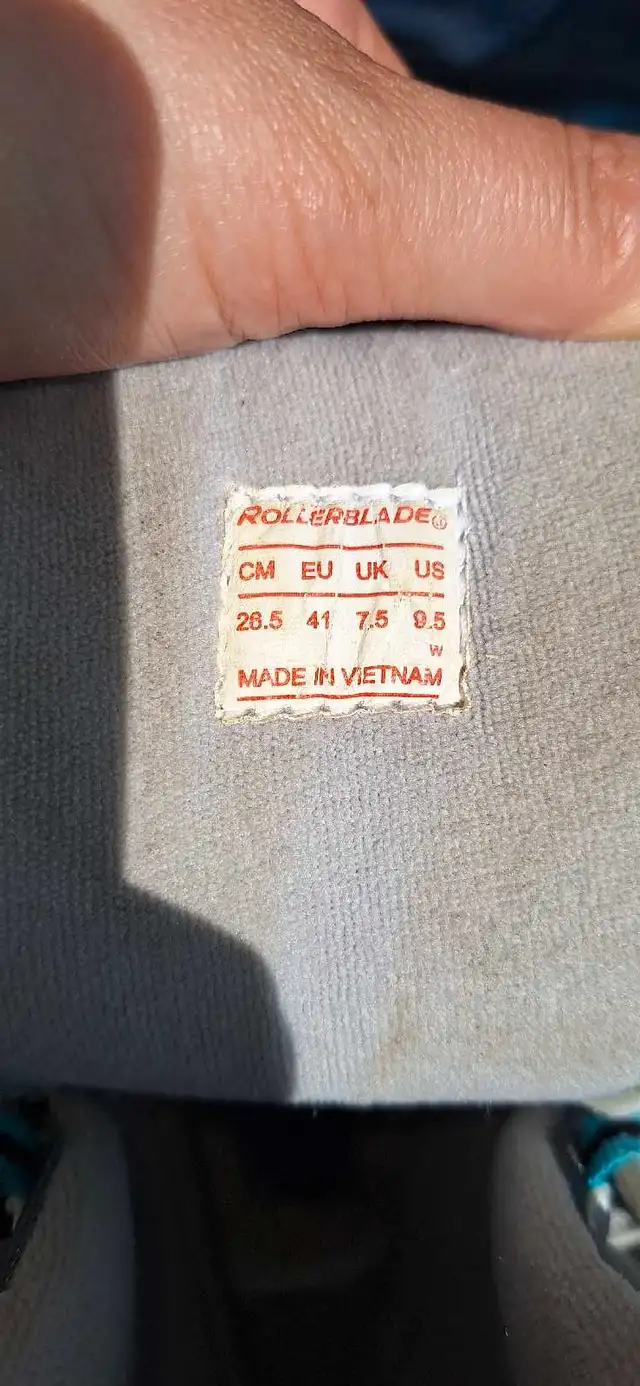 ROLLERBLADE®
CM EU UK US
26.5 41 7.5 9.5
W
MADE IN VIETNAM